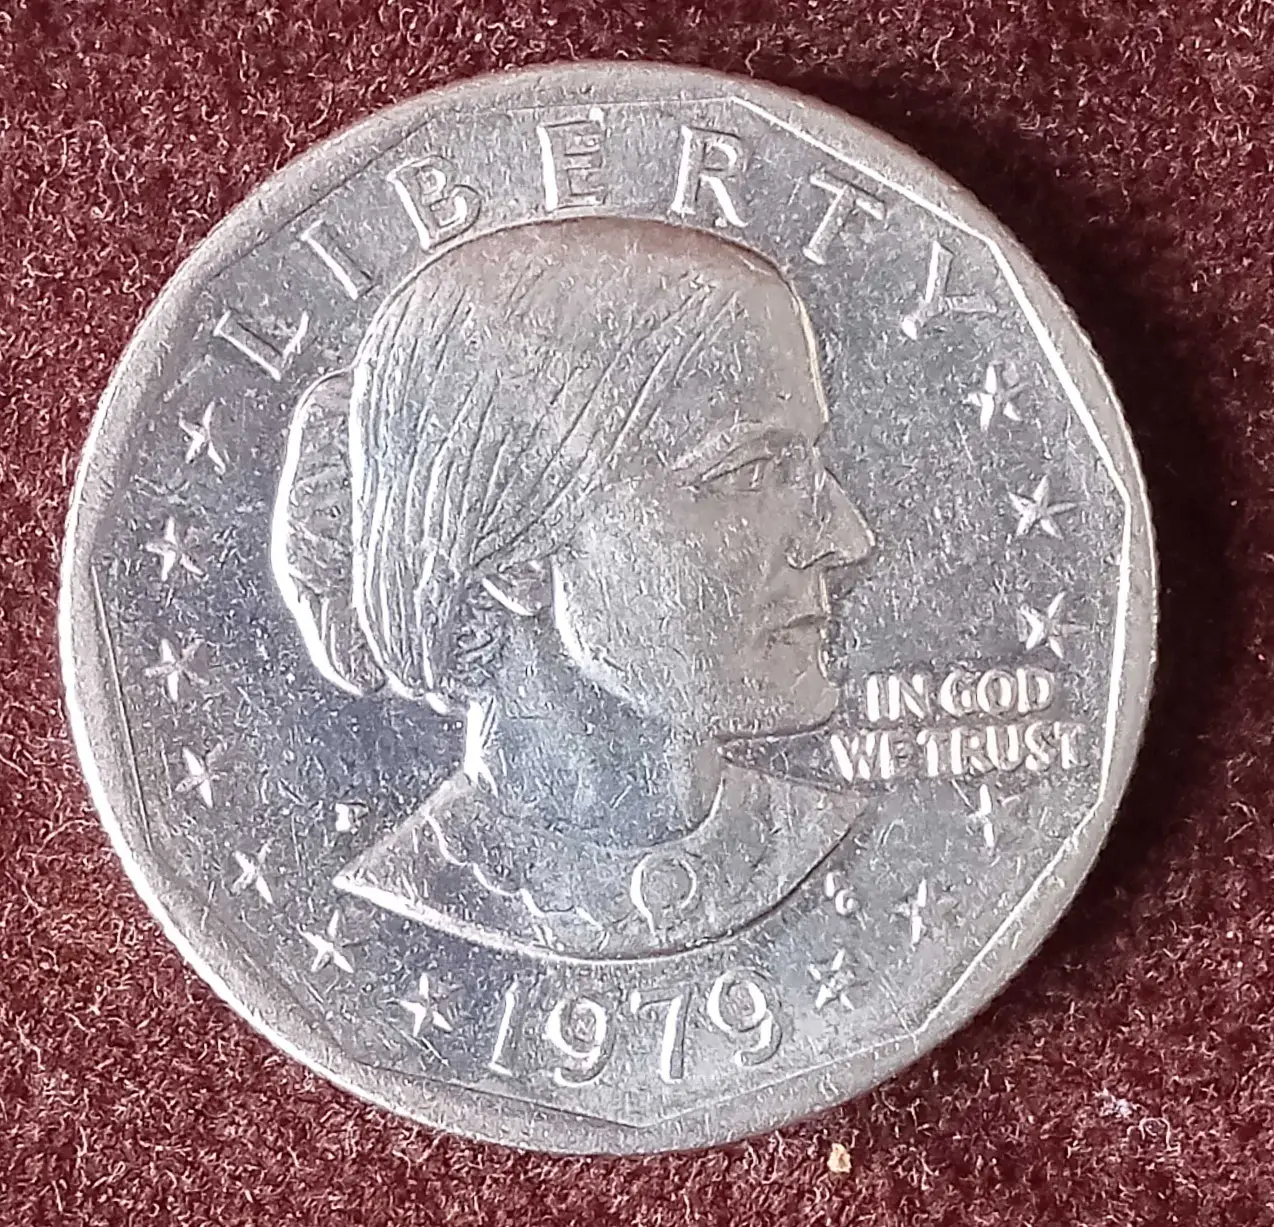 LIBERTY
IN GOD
WE TRUST
1979